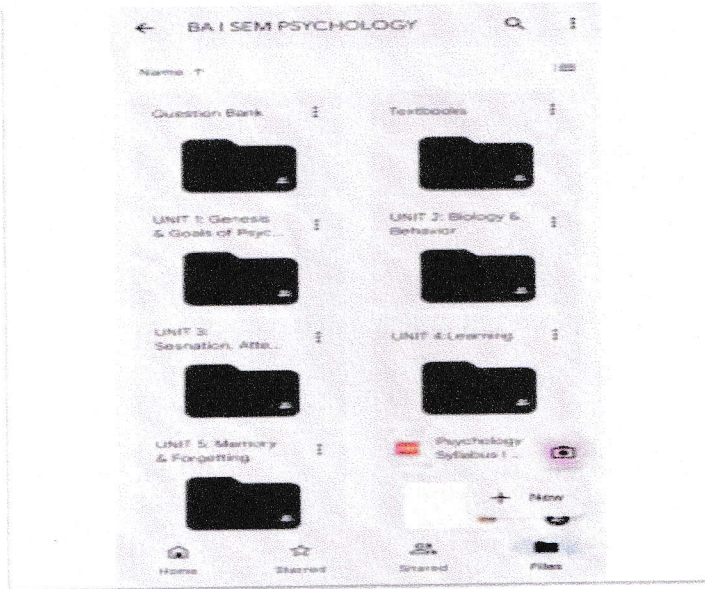 BA I SEM PSYCHOLOGY
Name ↑
Question Bank
Textbooks
UNIT 1: Genesis
& Goals of Psyc...
UNIT 2: Biology &
Behavior
UNIT 3:
Sesnation, Atte...
UNIT 4:Learning
UNIT 5: Memory
& Forgetting
Psychology
Syllabus I ...
New
Home
Starred
Shared
Files